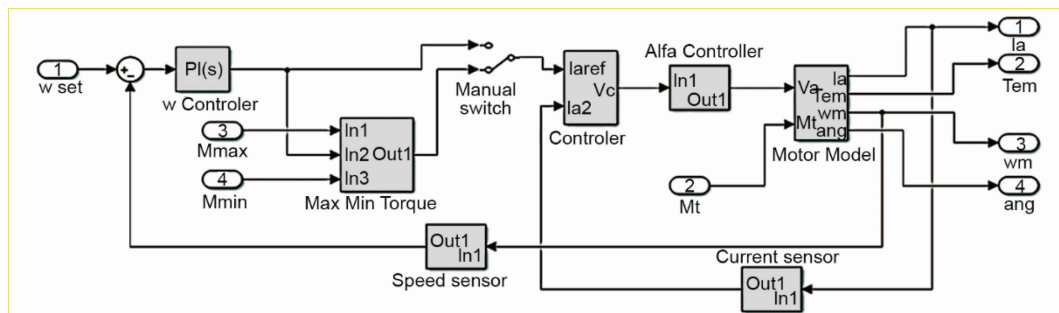 1
w set
+
-
PI(s)
w Controler
3
Mmax
4
Mmin
In1
In2 Out1
In3
Max Min Torque
Manual
switch
Iaref
Vc
Ia2
Controler
Alfa Controller
In1
Out1
Va
Mt
Ia
Tem
wm
ang
Motor Model
2
Mt
1
Ia
2
Tem
3
wm
4
ang
Out1
In1
Speed sensor
Current sensor
Out1
In1